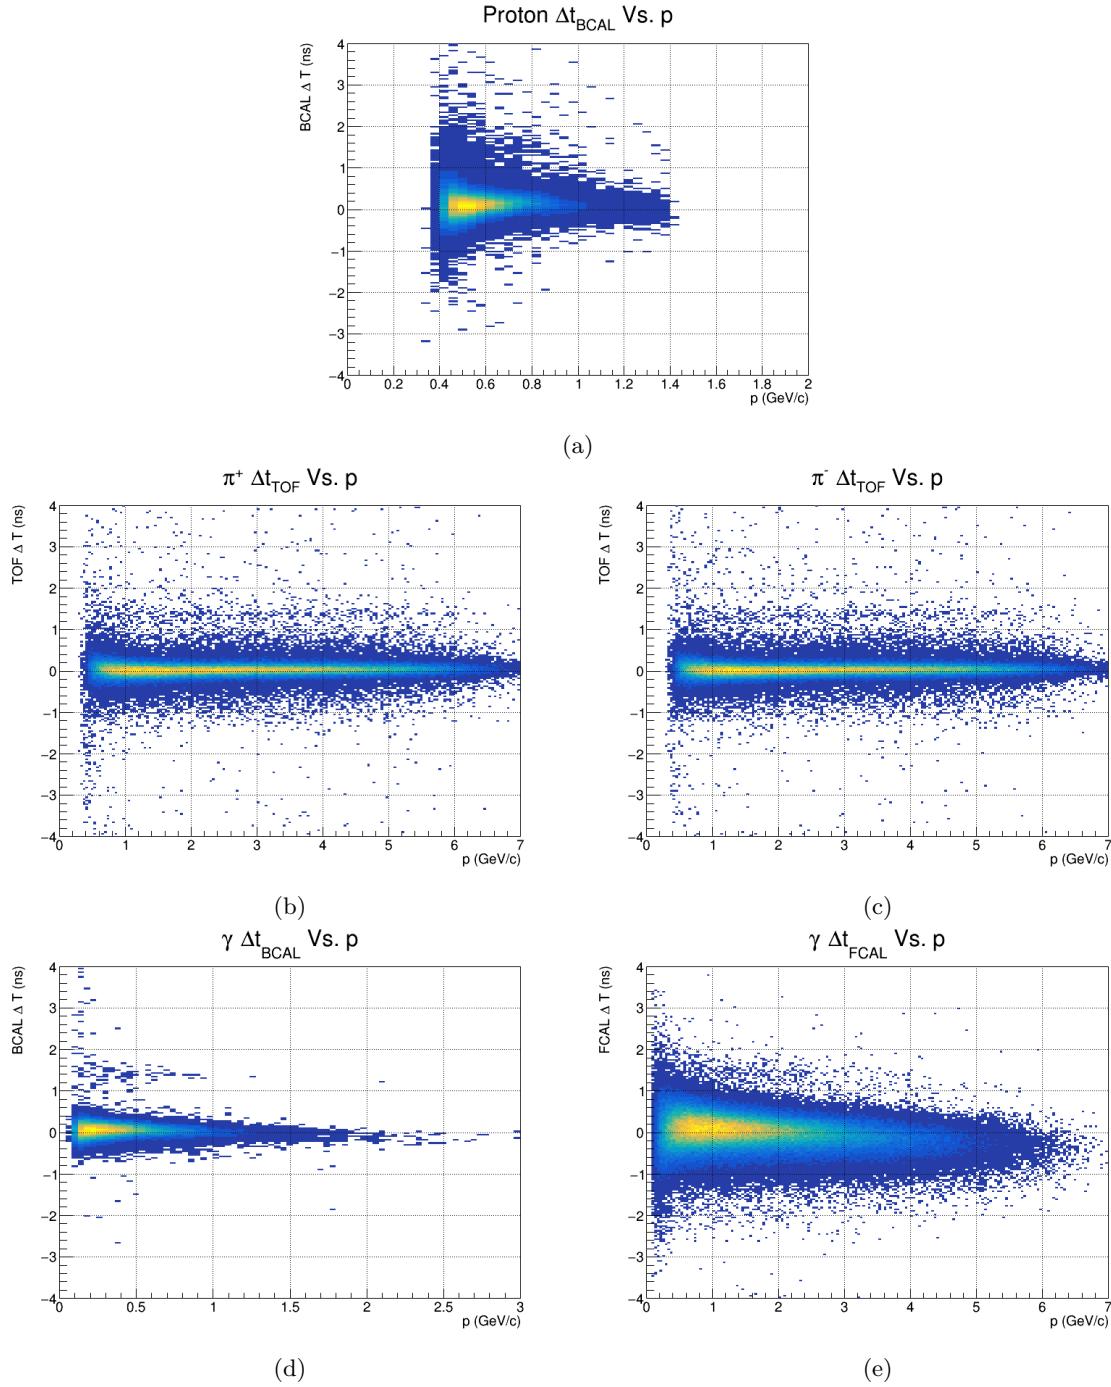 Proton Δt_BCAL Vs. p
BCAL Δ T (ns)
4
3
2
1
0
−1
−2
−3
−4
0 0.2 0.4 0.6 0.8 1 1.2 1.4 1.6 1.8 2
p (GeV/c)
(a)
π⁺ Δt_TOF Vs. p
TOF Δ T (ns)
4
3
2
1
0
−1
−2
−3
−4
0 1 2 3 4 5 6 7
p (GeV/c)
(b)
π⁻ Δt_TOF Vs. p
TOF Δ T (ns)
4
3
2
1
0
−1
−2
−3
−4
0 1 2 3 4 5 6 7
p (GeV/c)
(c)
γ Δt_BCAL Vs. p
BCAL Δ T (ns)
4
3
2
1
0
−1
−2
−3
−4
0 0.5 1 1.5 2 2.5 3
p (GeV/c)
(d)
γ Δt_FCAL Vs. p
FCAL Δ T (ns)
4
3
2
1
0
−1
−2
−3
−4
0 1 2 3 4 5 6 7
p (GeV/c)
(e)